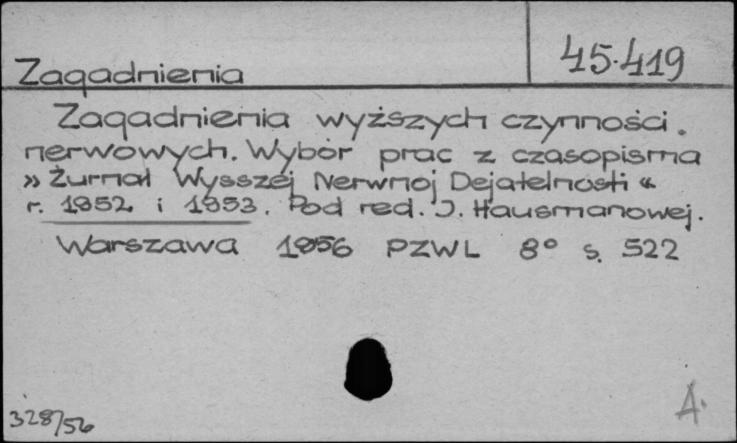 45.419
Zagadnienia
Zagadnienia wyższych czynności.
nerwowych. Wybór prac z czasopisma
» Żurnał Wysszej Nerwnoj Dejatelnosti «
r. 1952 i 1953. Pod red. J. Hausmanowej.
Warszawa 1956 PZWL 8° s. 522
328/56
A.